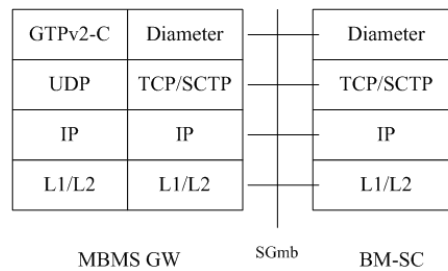 GTPv2-C Diameter Diameter
UDP TCP/SCTP TCP/SCTP
IP IP IP
L1/L2 L1/L2 L1/L2
MBMS GW SGmb BM-SC